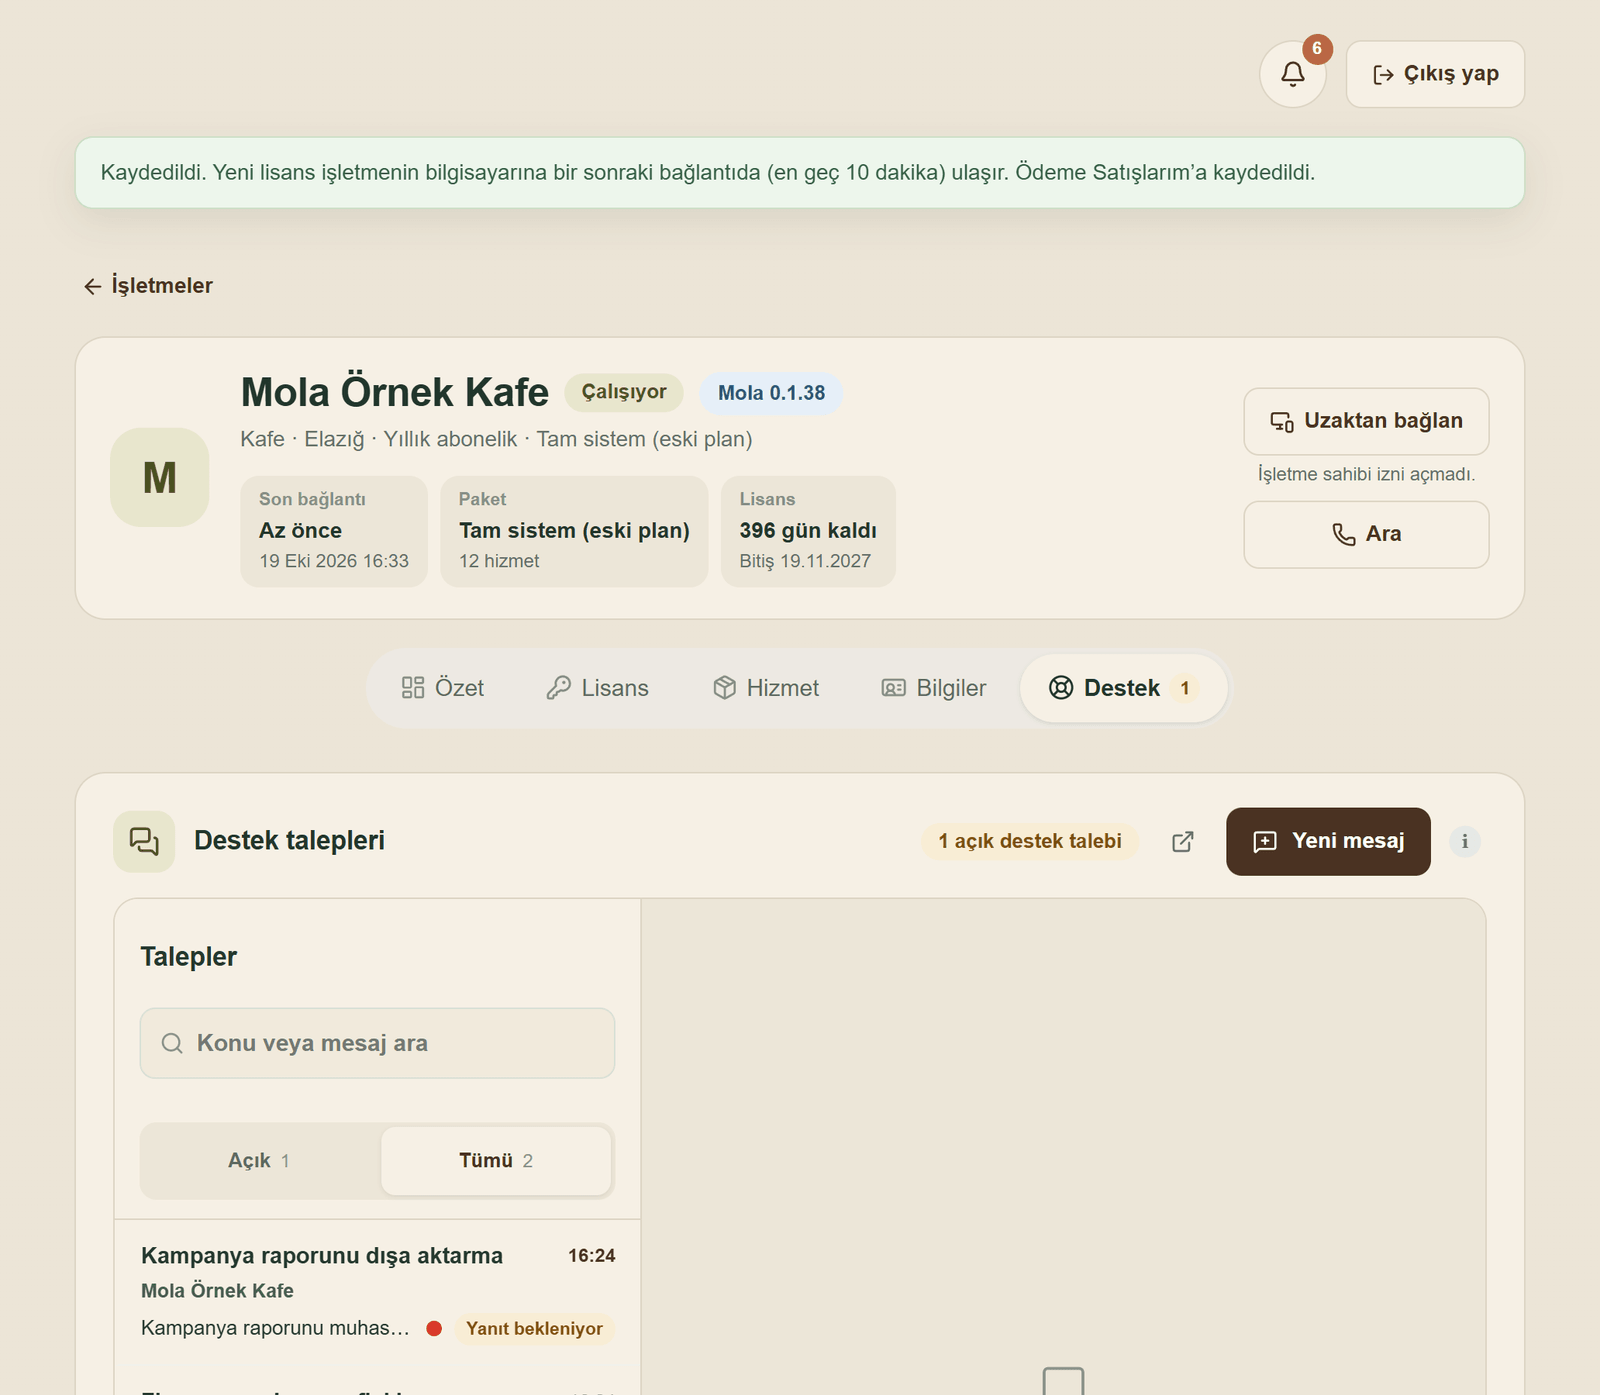 6
Çıkış yap
Kaydedildi. Yeni lisans işletmenin bilgisayarına bir sonraki bağlantıda (en geç 10 dakika) ulaşır. Ödeme Satışlarım’a kaydedildi.
İşletmeler
Mola Örnek Kafe
Çalışıyor
Mola 0.1.38
Kafe · Elazığ · Yıllık abonelik · Tam sistem (eski plan)
M
Son bağlantı
Az önce
19 Eki 2026 16:33
Paket
Tam sistem (eski plan)
12 hizmet
Lisans
396 gün kaldı
Bitiş 19.11.2027
Uzaktan bağlan
İşletme sahibi izni açmadı.
Ara
Özet
Lisans
Hizmet
Bilgiler
Destek 1
Destek talepleri
1 açık destek talebi
Yeni mesaj
i
Talepler
Konu veya mesaj ara
Açık 1
Tümü 2
Kampanya raporunu dışa aktarma
16:24
Mola Örnek Kafe
Kampanya raporunu muhas…
Yanıt bekleniyor